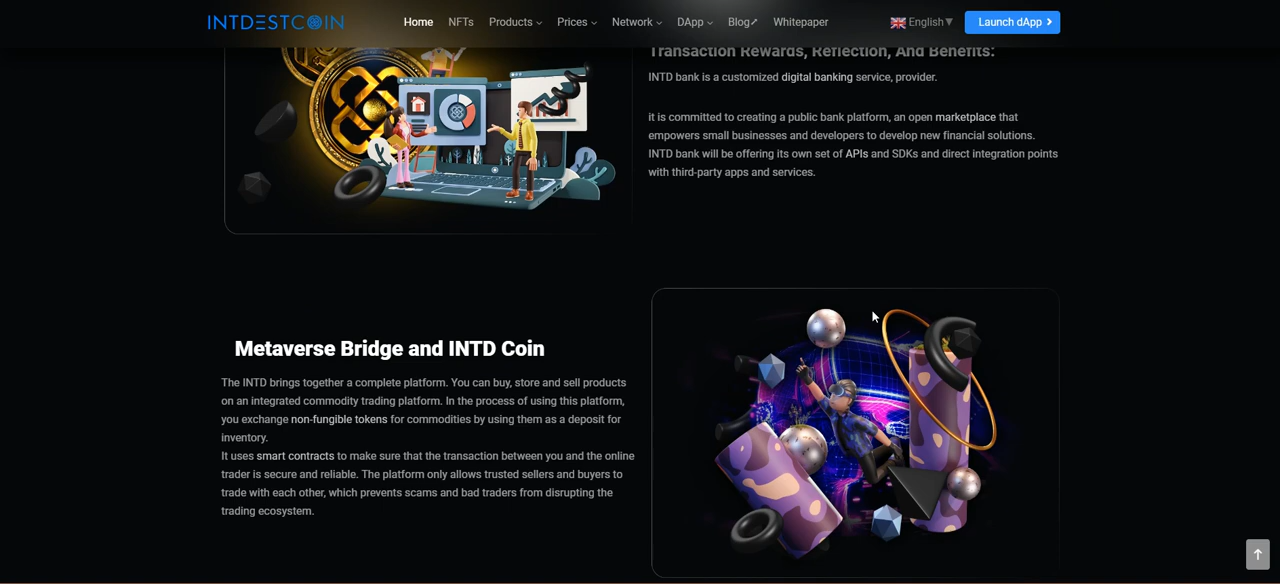 INTDESTCOIN
Home
NFTs
Products
Prices
Network
DApp
Blog
Whitepaper
English
Launch dApp
Transaction Rewards, Reflection, And Benefits:
INTD bank is a customized digital banking service, provider.
it is committed to creating a public bank platform, an open marketplace that
empowers small businesses and developers to develop new financial solutions.
INTD bank will be offering its own set of APIs and SDKs and direct integration points
with third-party apps and services.
Metaverse Bridge and INTD Coin
The INTD brings together a complete platform. You can buy, store and sell products
on an integrated commodity trading platform. In the process of using this platform,
you exchange non-fungible tokens for commodities by using them as a deposit for
inventory.
It uses smart contracts to make sure that the transaction between you and the online
trader is secure and reliable. The platform only allows trusted sellers and buyers to
trade with each other, which prevents scams and bad traders from disrupting the
trading ecosystem.